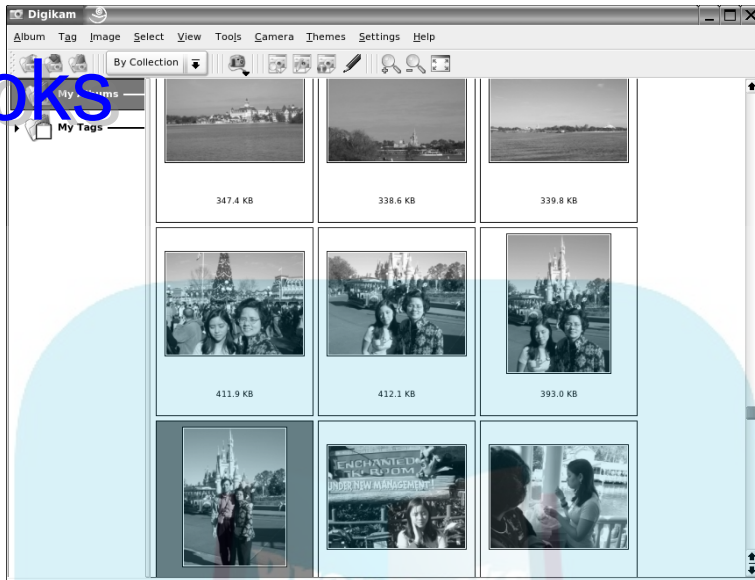 Digikam
Album Tag Image Select View Tools Camera Themes Settings Help
By Collection
oks
My Albums
My Tags
347.4 KB 338.6 KB 339.8 KB
411.9 KB 412.1 KB 393.0 KB
ENCHANTED
UNDER NEW MANAGEMENT!